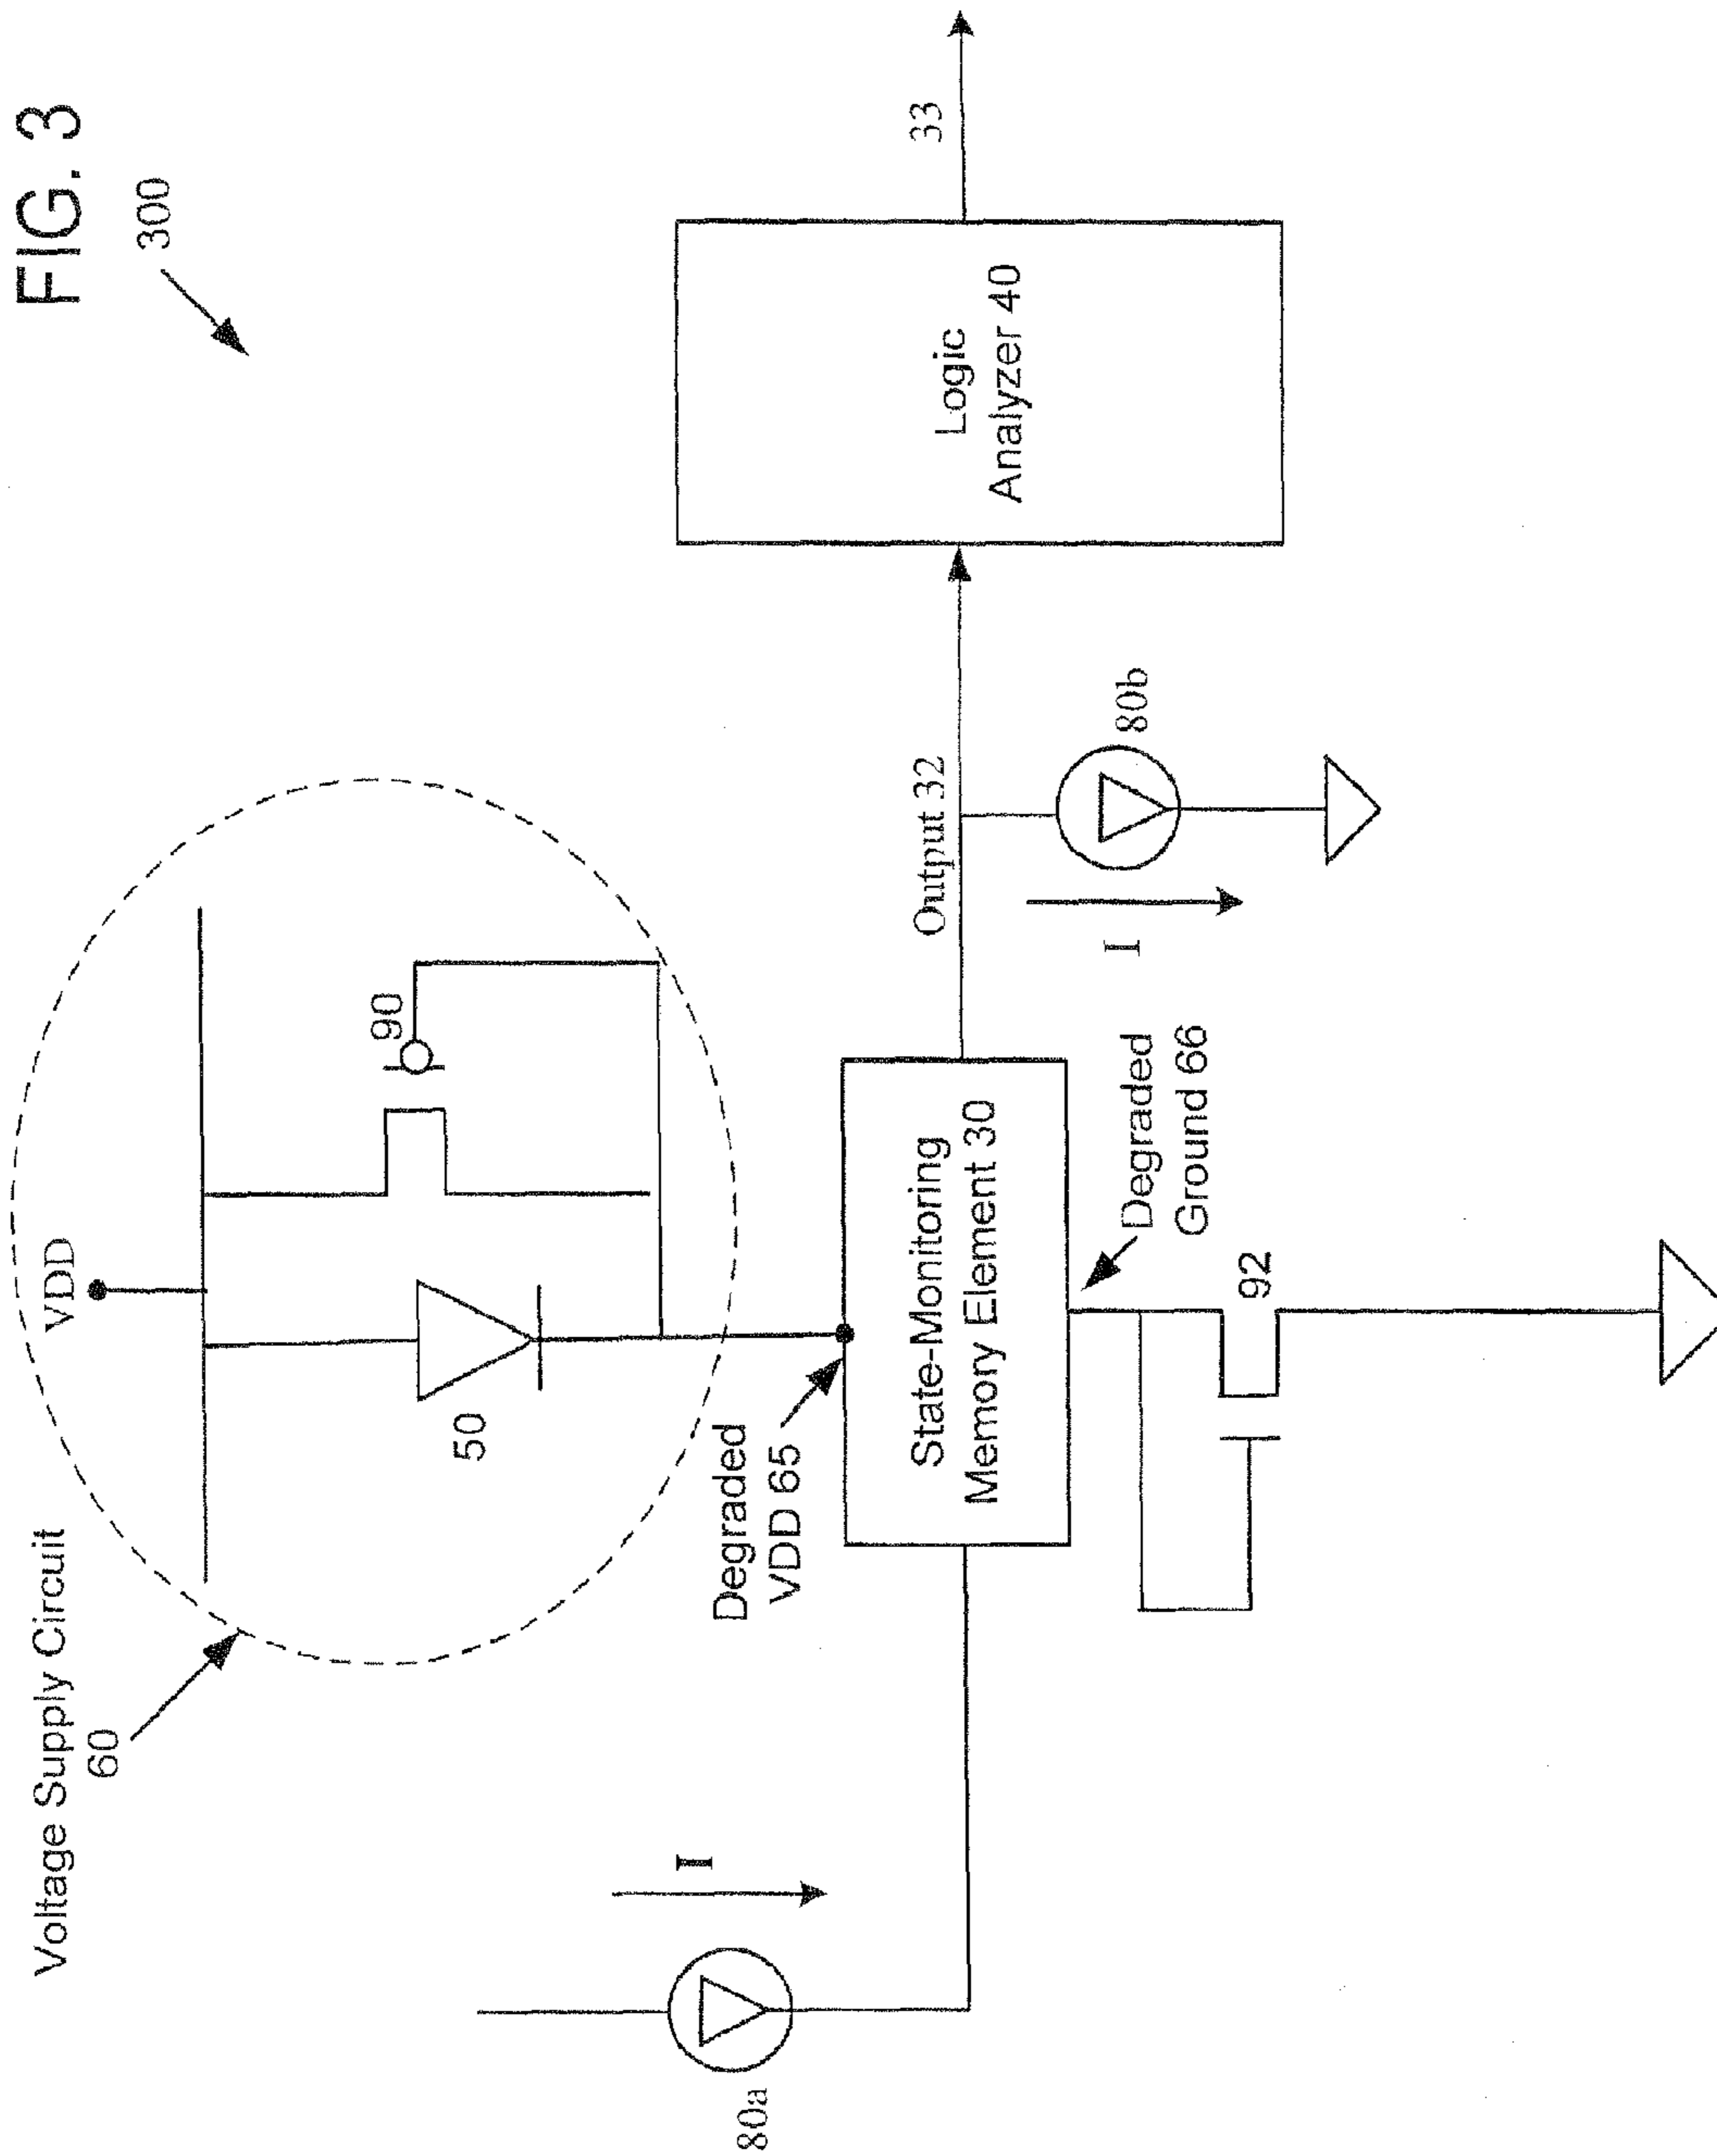 FIG. 3
300
Voltage Supply Circuit
60
VDD
50
90
Degraded
VDD 65
I
80a
State-Monitoring
Memory Element 30
Output 32
Logic
Analyzer 40
33
I
80b
Degraded
Ground 66
92